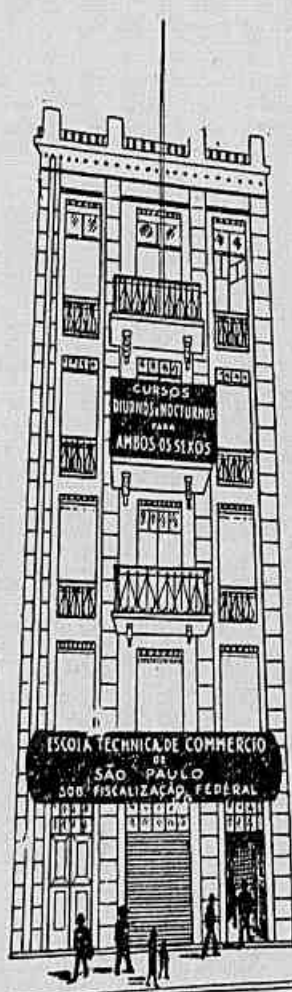 CURSOS
DIURNOS e NOCTURNOS
PARA
AMBOS OS SEXOS
ESCOLA TECHNICA DE COMMERCIO
DE
SÃO PAULO
SOB FISCALIZAÇÃO FEDERAL